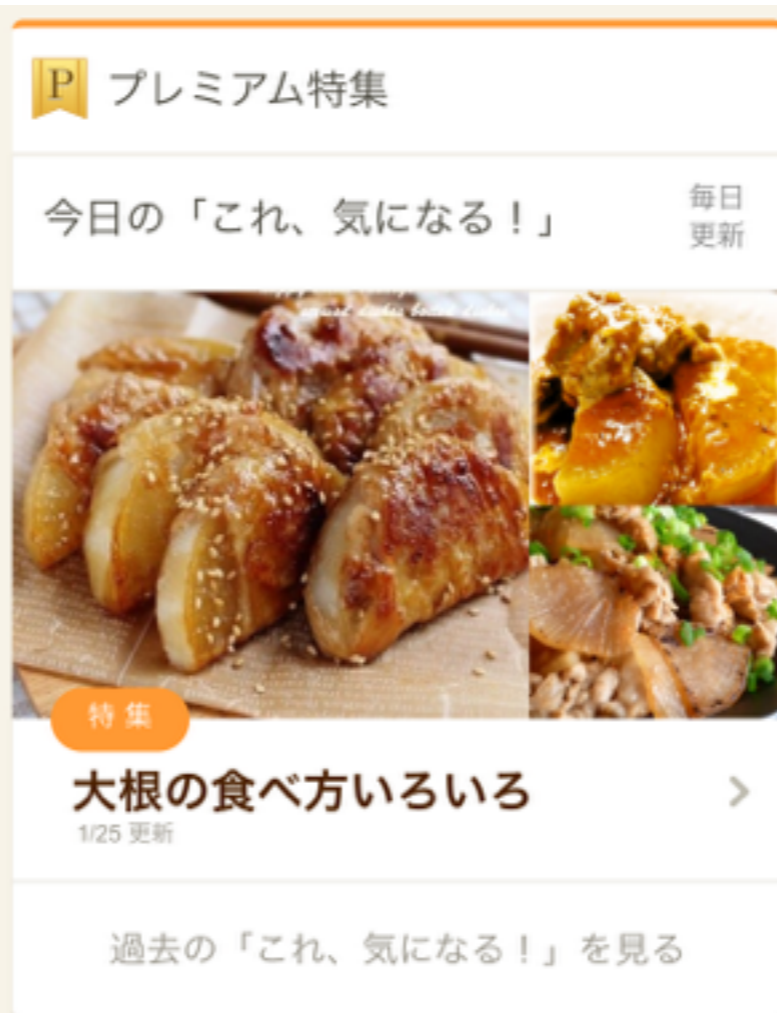 P プレミアム特集
今日の「これ、気になる！」
毎日
更新
特集
大根の食べ方いろいろ
1/25 更新
過去の「これ、気になる！」を見る